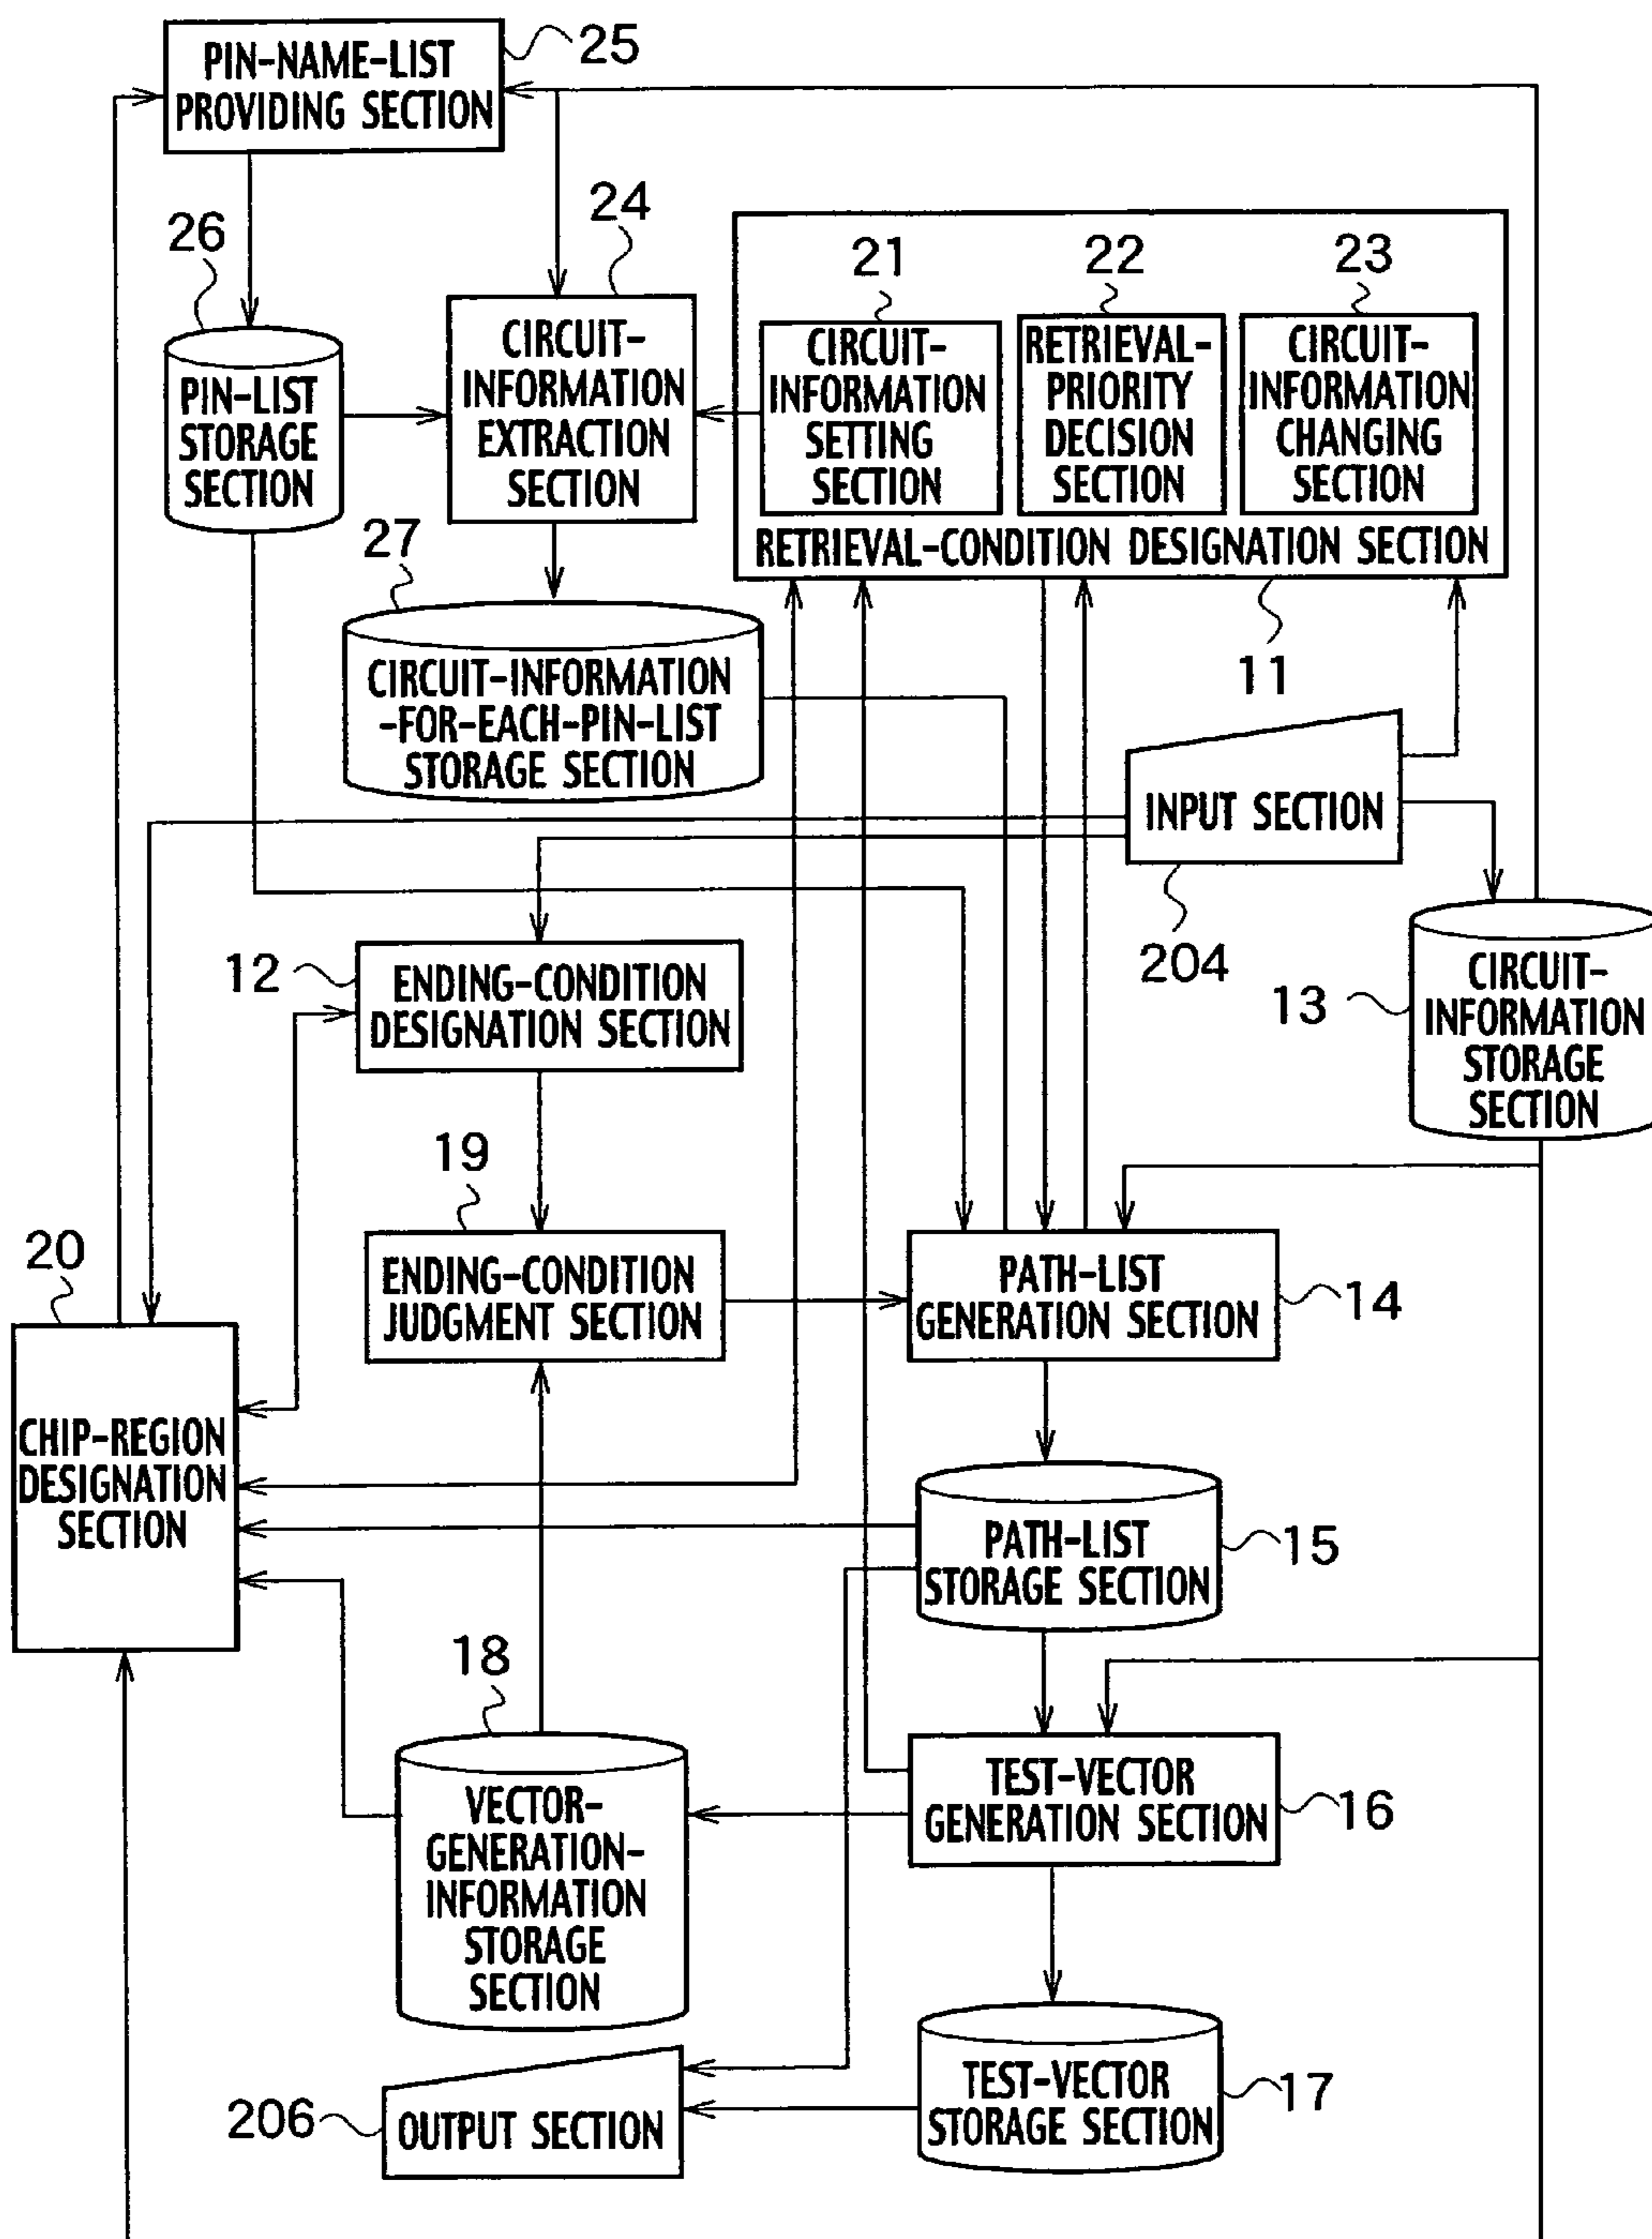 PIN-NAME-LIST
PROVIDING SECTION
25
26
24
21
22
23
PIN-LIST
STORAGE
SECTION
CIRCUIT-
INFORMATION
EXTRACTION
SECTION
CIRCUIT-
INFORMATION
SETTING
SECTION
RETRIEVAL-
PRIORITY
DECISION
SECTION
CIRCUIT-
INFORMATION
CHANGING
SECTION
RETRIEVAL-CONDITION DESIGNATION SECTION
27
11
CIRCUIT-INFORMATION
-FOR-EACH-PIN-LIST
STORAGE SECTION
INPUT SECTION
204
12
ENDING-CONDITION
DESIGNATION SECTION
13
CIRCUIT-
INFORMATION
STORAGE
SECTION
19
20
ENDING-CONDITION
JUDGMENT SECTION
PATH-LIST
GENERATION SECTION
14
CHIP-REGION
DESIGNATION
SECTION
PATH-LIST
STORAGE SECTION
15
18
VECTOR-
GENERATION-
INFORMATION
STORAGE
SECTION
TEST-VECTOR
GENERATION SECTION
16
206
OUTPUT SECTION
TEST-VECTOR
STORAGE SECTION
17